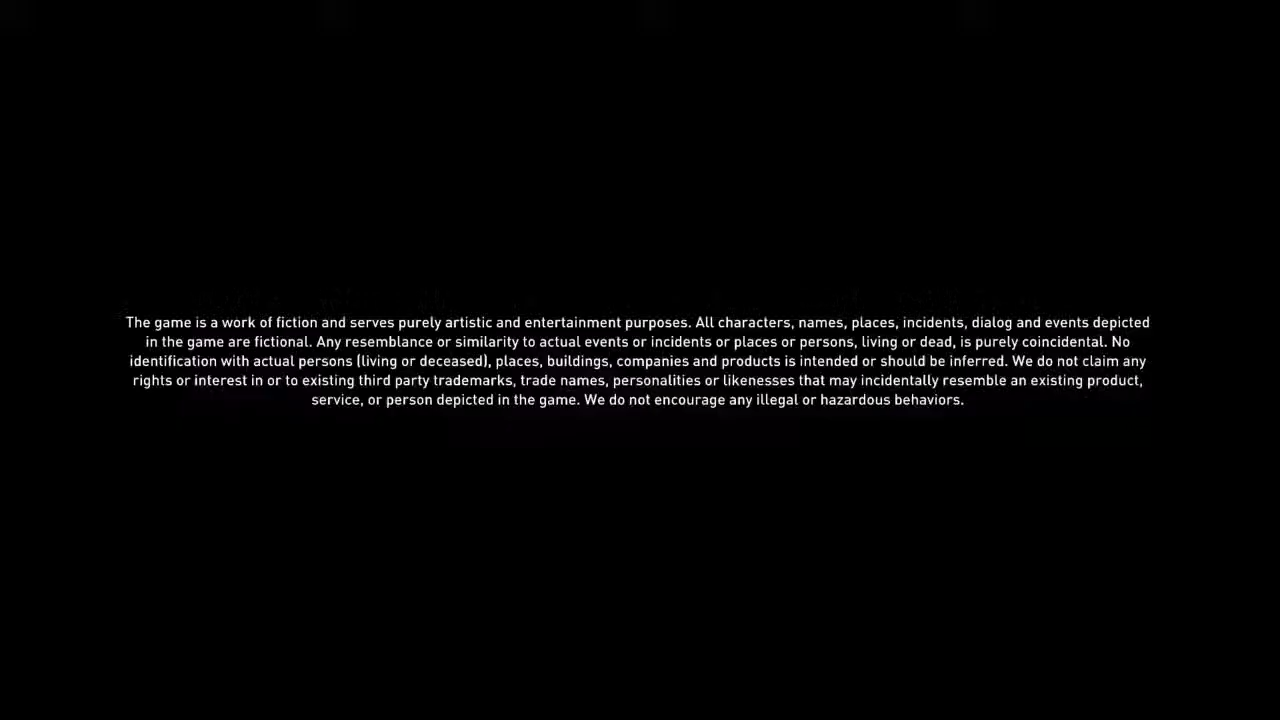 The game is a work of fiction and serves purely artistic and entertainment purposes. All characters, names, places, incidents, dialog and events depicted
in the game are fictional. Any resemblance or similarity to actual events or incidents or places or persons, living or dead, is purely coincidental. No
identification with actual persons (living or deceased), places, buildings, companies and products is intended or should be inferred. We do not claim any
rights or interest in or to existing third party trademarks, trade names, personalities or likenesses that may incidentally resemble an existing product,
service, or person depicted in the game. We do not encourage any illegal or hazardous behaviors.